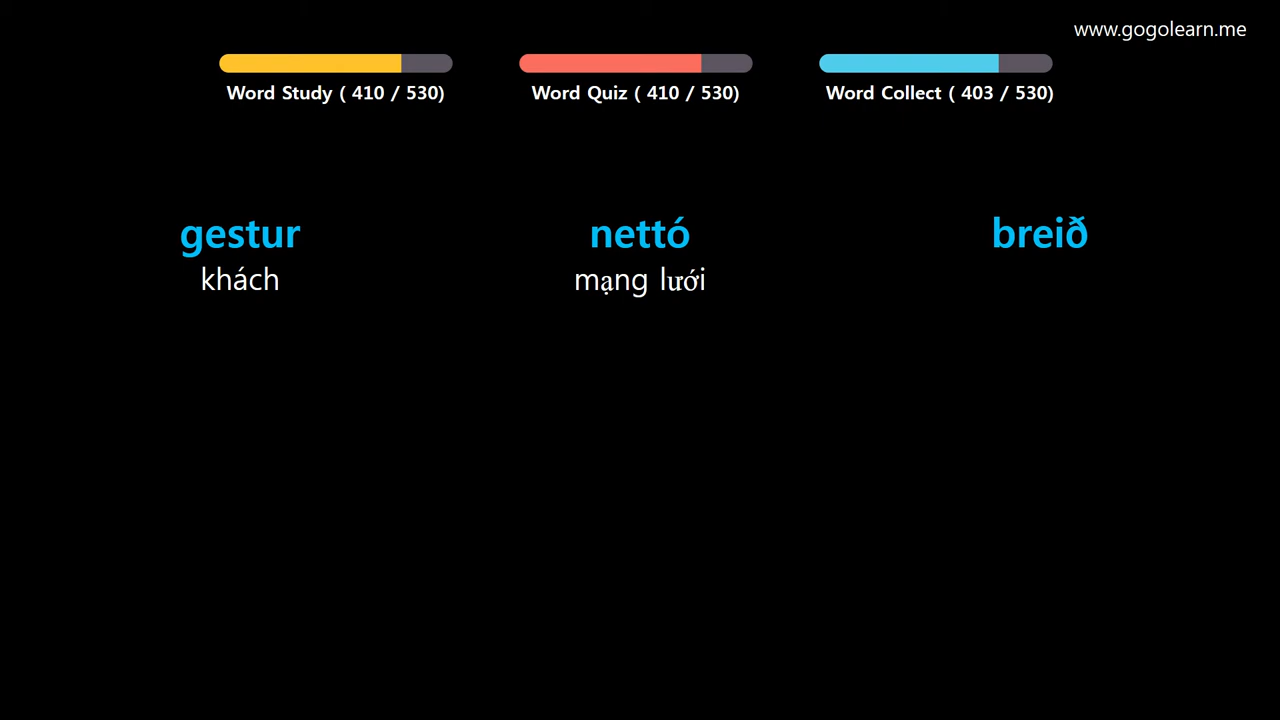 www.gogolearn.me
Word Study ( 410 / 530)
Word Quiz ( 410 / 530)
Word Collect ( 403 / 530)
gestur
khách
nettó
mạng lưới
breið